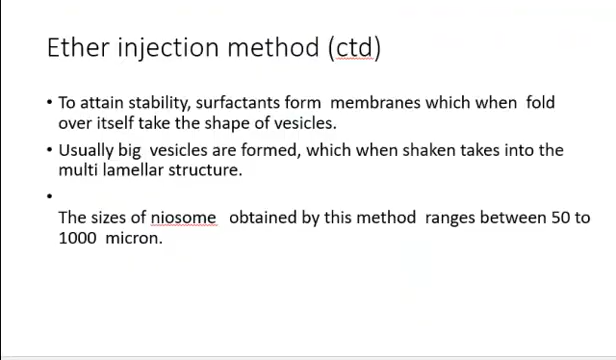 Ether injection method (ctd)
• To attain stability, surfactants form membranes which when fold
over itself take the shape of vesicles.
• Usually big vesicles are formed, which when shaken takes into the
multi lamellar structure.
•
The sizes of niosome obtained by this method ranges between 50 to
1000 micron.